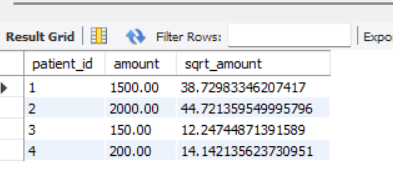 Result Grid Filter Rows: Expo
patient_id amount sqrt_amount
1 1500.00 38.72983346207417
2 2000.00 44.721359549995796
3 150.00 12.24744871391589
4 200.00 14.142135623730951